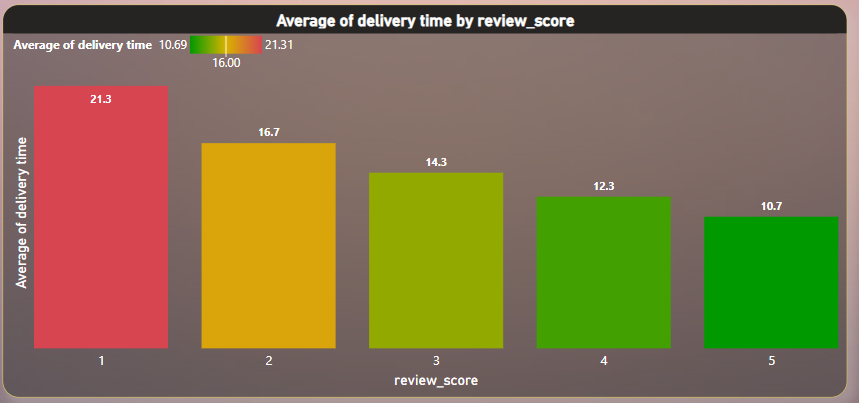 Average of delivery time by review_score
Average of delivery time 10.69 21.31
16.00
Average of delivery time
21.3
16.7
14.3
12.3
10.7
1 2 3 4 5
review_score